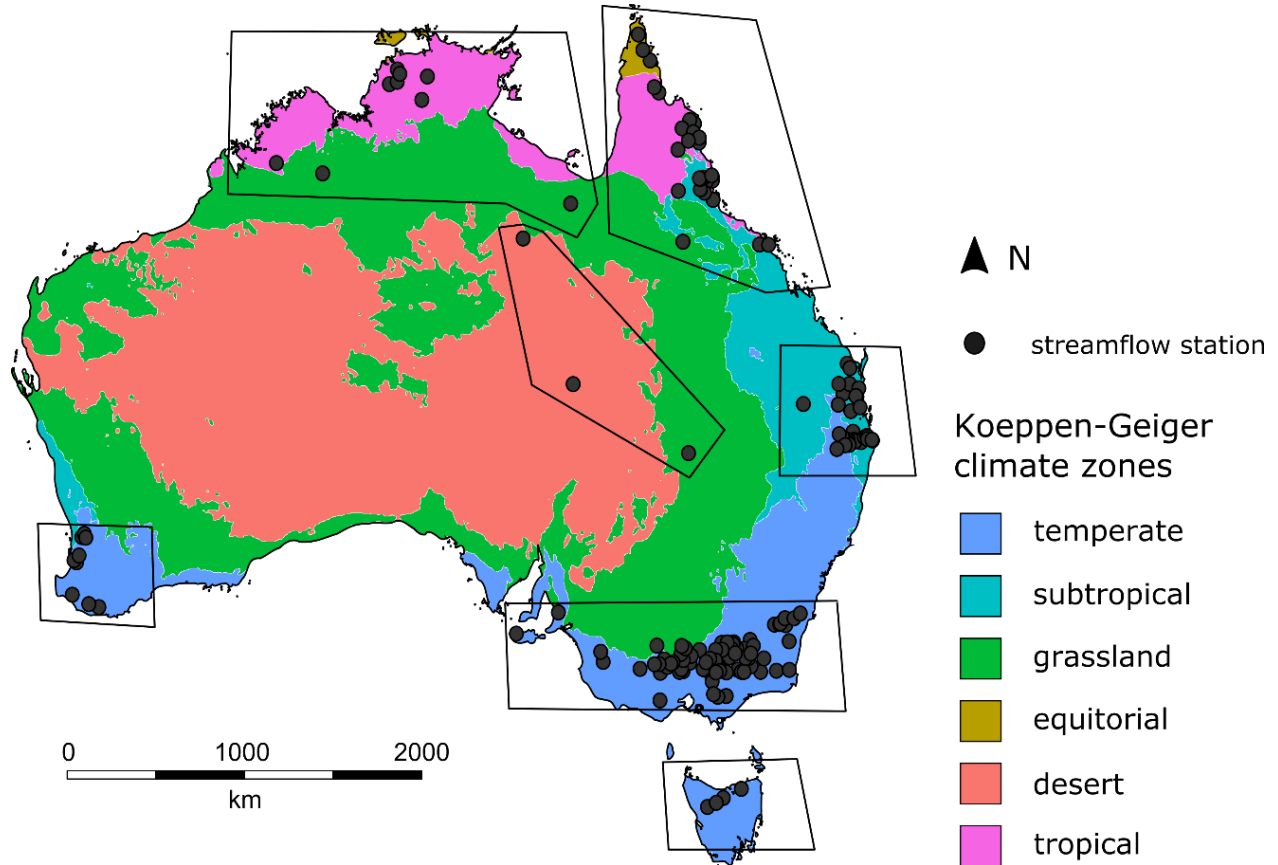 N
streamflow station
Koeppen-Geiger
climate zones
temperate
subtropical
grassland
equitorial
desert
tropical
0 1000 2000
km